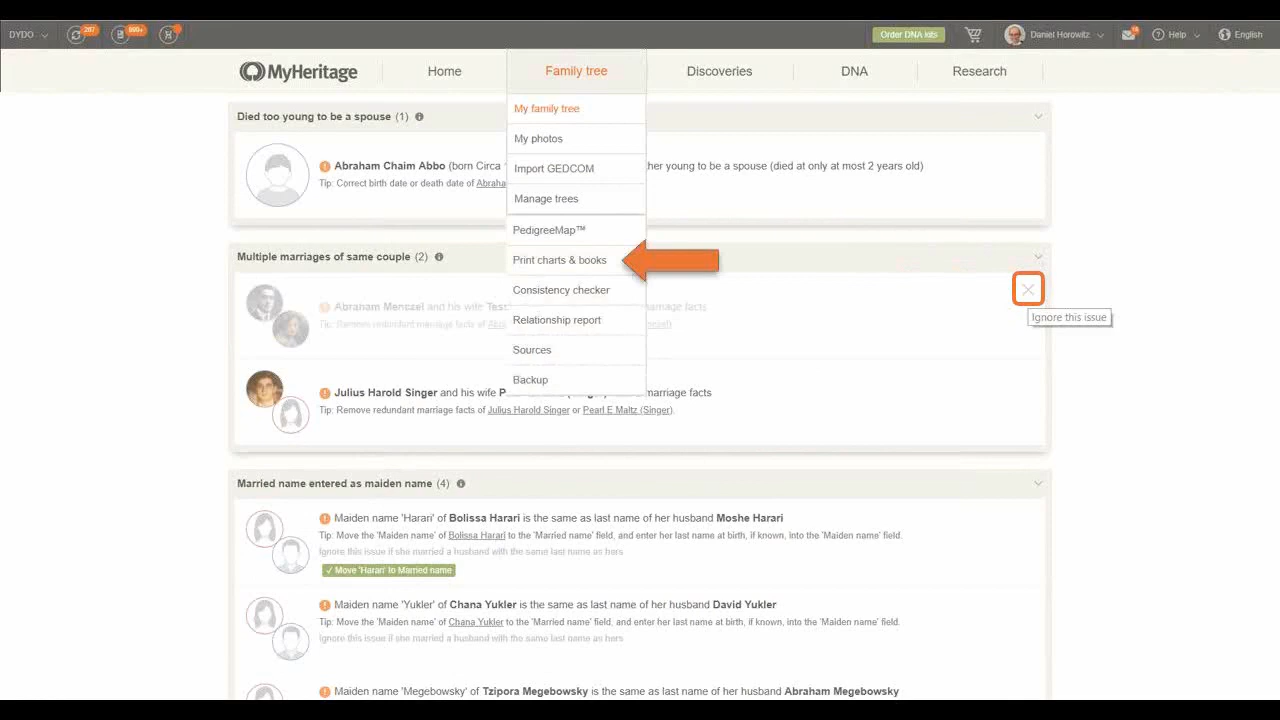 DYDO
287
999+
Order DNA kits
Daniel Horowitz
Help
English
MyHeritage
Home
Family tree
Discoveries
DNA
Research
My family tree
My photos
Import GEDCOM
Manage trees
PedigreeMap™
Print charts & books
Consistency checker
Relationship report
Sources
Backup
Died too young to be a spouse (1)
Abraham Chaim Abbo (born Circa ther young to be a spouse (died at only at most 2 years old)
Tip: Correct birth date or death date of Abraha
Multiple marriages of same couple (2)
Abraham Menczel and his wife Tess marriage facts
Tip: Remove redundant marriage facts of Abra
Ignore this issue
Julius Harold Singer and his wife P marriage facts
Tip: Remove redundant marriage facts of Julius Harold Singer or Pearl E Maltz (Singer).
Married name entered as maiden name (4)
Maiden name 'Harari' of Bolissa Harari is the same as last name of her husband Moshe Harari
Tip: Move the 'Maiden name' of Bolissa Harari to the 'Married name' field, and enter her last name at birth, if known, into the 'Maiden name' field.
Ignore this issue if she married a husband with the same last name as hers
✓ Move 'Harari' to Married name
Maiden name 'Yukler' of Chana Yukler is the same as last name of her husband David Yukler
Tip: Move the 'Maiden name' of Chana Yukler to the 'Married name' field, and enter her last name at birth, if known, into the 'Maiden name' field.
Ignore this issue if she married a husband with the same last name as hers
Maiden name 'Megebowsky' of Tzipora Megebowsky is the same as last name of her husband Abraham Megebowsky